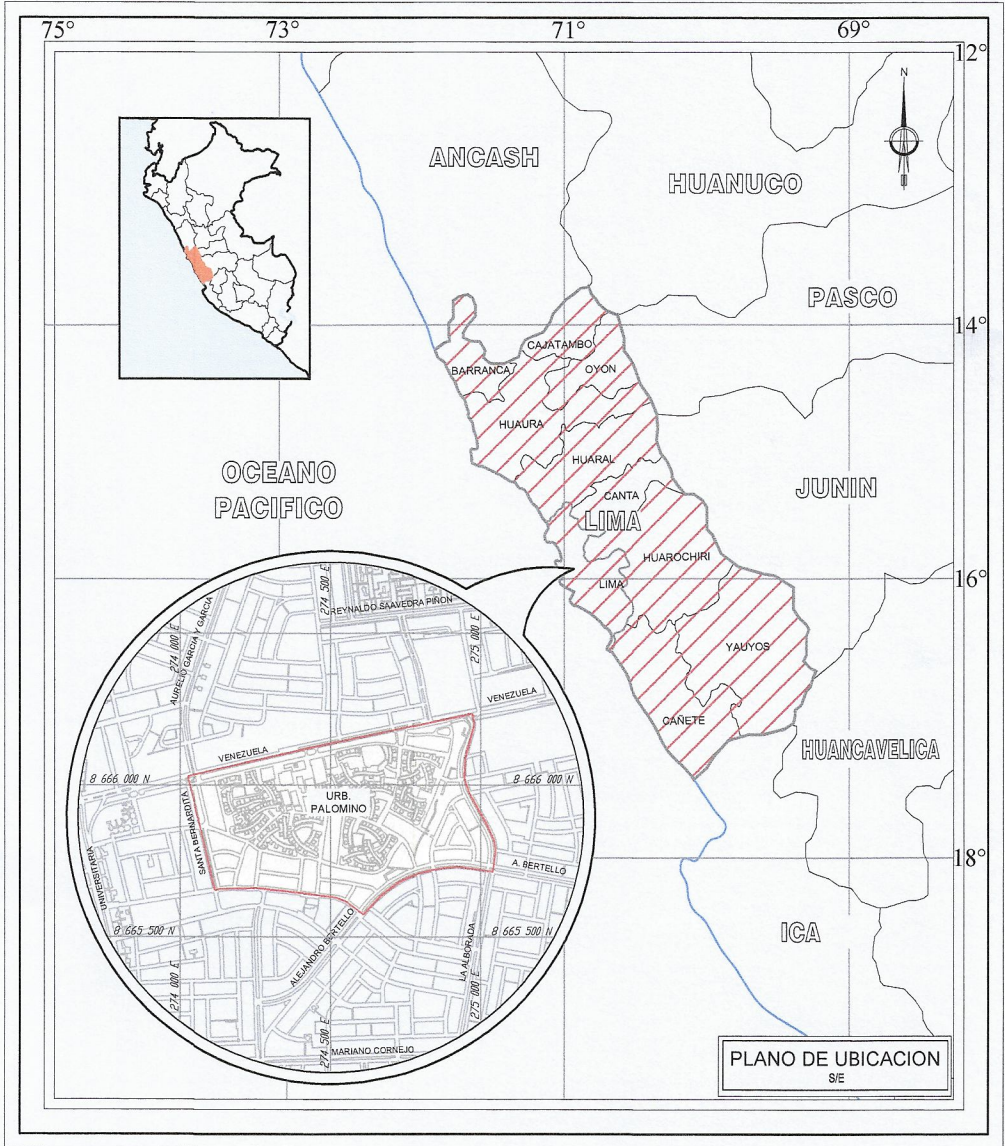 75°
73°
71°
69°
12°
N
ANCASH
HUANUCO
PASCO
14°
CAJATAMBO
BARRANCA
OYON
HUAURA
HUARAL
OCEANO
PACIFICO
JUNIN
CANTA
LIMA
HUAROCHIRI
16°
LIMA
YAUYOS
CAÑETE
HUANCAVELICA
18°
ICA
274 500 E
REYNALDO SAAVEDRA PIÑON
AURELIO GARCIA Y GARCIA
274 000 E
275 000 E
VENEZUELA
VENEZUELA
8 666 000 N
8 666 000 N
URB.
PALOMINO
SANTA BERNARDITA
UNIVERSITARIA
A. BERTELLO
8 665 500 N
ALEJANDRO BERTELLO
LA ALBORADA
8 665 500 N
274 000 E
274 500 E
275 000 E
MARIANO CORNEJO
PLANO DE UBICACION
S/E